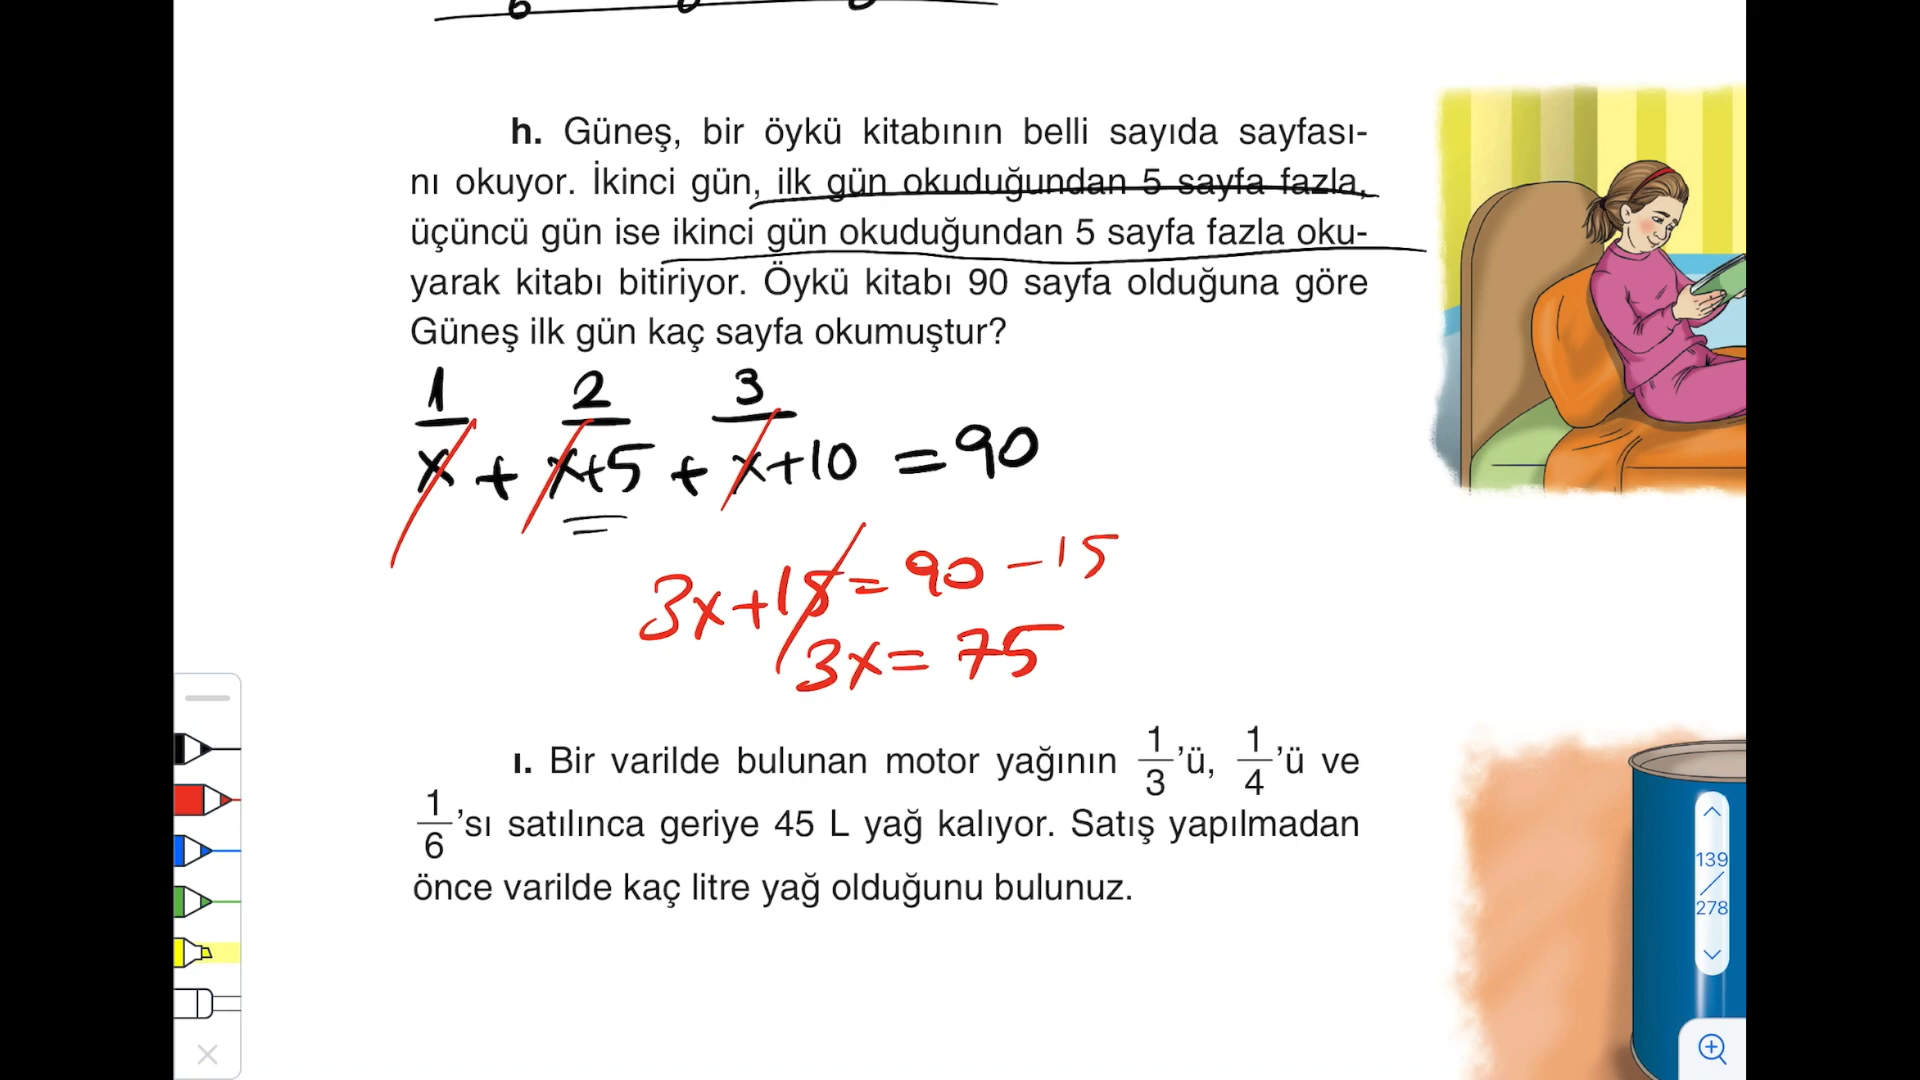 h. Güneş, bir öykü kitabının belli sayıda sayfası-
nı okuyor. İkinci gün, ilk gün okuduğundan 5 sayfa fazla,
üçüncü gün ise ikinci gün okuduğundan 5 sayfa fazla oku-
yarak kitabı bitiriyor. Öykü kitabı 90 sayfa olduğuna göre
Güneş ilk gün kaç sayfa okumuştur?
1 2 3
x + x+5 + x+10 = 90
3x+15 = 90 - 15
3x = 75
ı. Bir varilde bulunan motor yağının 1/3'ü, 1/4'ü ve
1/6'sı satılınca geriye 45 L yağ kalıyor. Satış yapılmadan
önce varilde kaç litre yağ olduğunu bulunuz.
139
/
278